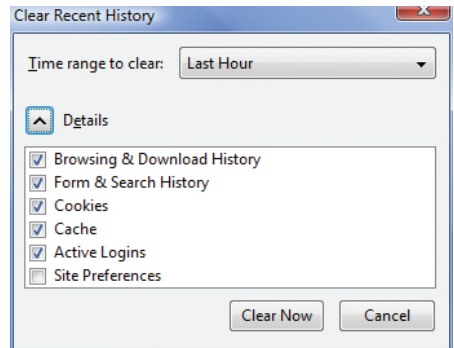 Clear Recent History
Time range to clear: Last Hour
Details
Browsing & Download History
Form & Search History
Cookies
Cache
Active Logins
Site Preferences
Clear Now Cancel